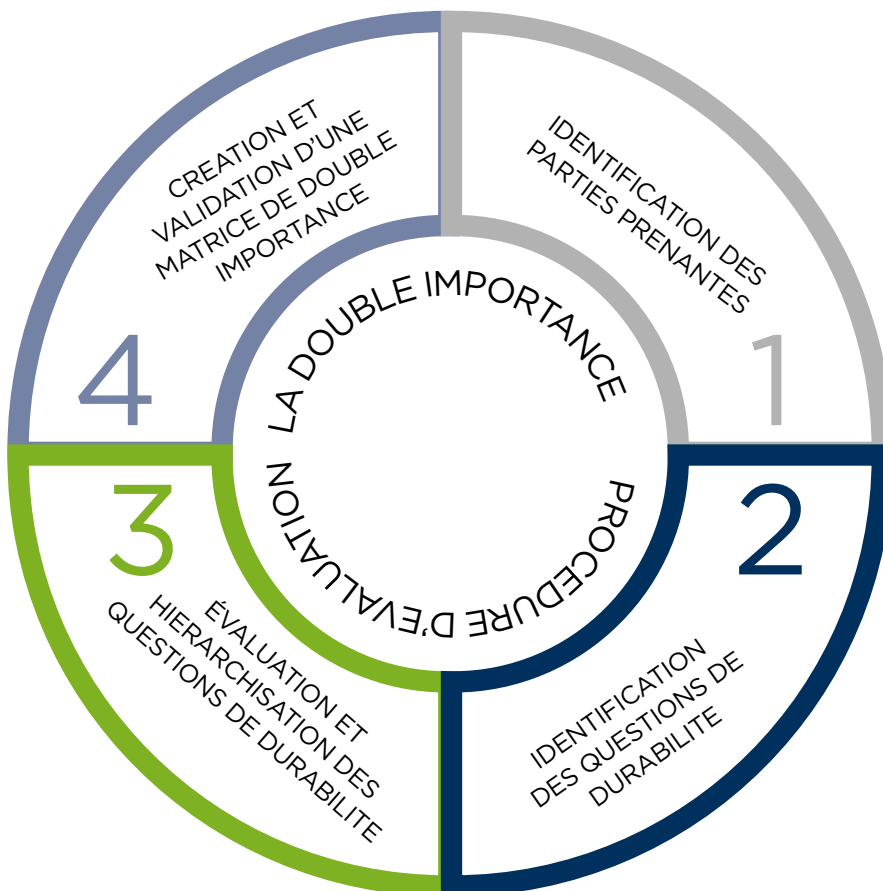 CREATION ET
VALIDATION D'UNE
MATRICE DE DOUBLE
IMPORTANCE
4
IDENTIFICATION DES
PARTIES PRENANTES
1
LA DOUBLE IMPORTANCE
PROCEDURE D'EVALUATION
3
ÉVALUATION ET
HIERARCHISATION DES
QUESTIONS DE DURABILITE
2
IDENTIFICATION
DES QUESTIONS DE
DURABILITE